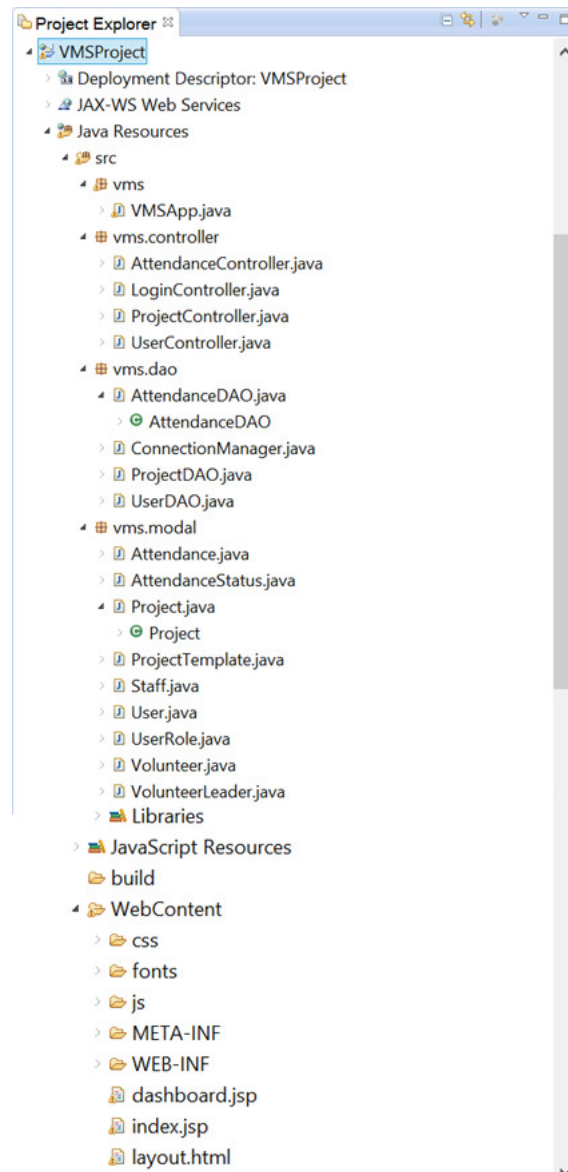 Project Explorer
VMSProject
Deployment Descriptor: VMSProject
JAX-WS Web Services
Java Resources
src
vms
VMSApp.java
vms.controller
AttendanceController.java
LoginController.java
ProjectController.java
UserController.java
vms.dao
AttendanceDAO.java
AttendanceDAO
ConnectionManager.java
ProjectDAO.java
UserDAO.java
vms.modal
Attendance.java
AttendanceStatus.java
Project.java
Project
ProjectTemplate.java
Staff.java
User.java
UserRole.java
Volunteer.java
VolunteerLeader.java
Libraries
JavaScript Resources
build
WebContent
css
fonts
js
META-INF
WEB-INF
dashboard.jsp
index.jsp
layout.html